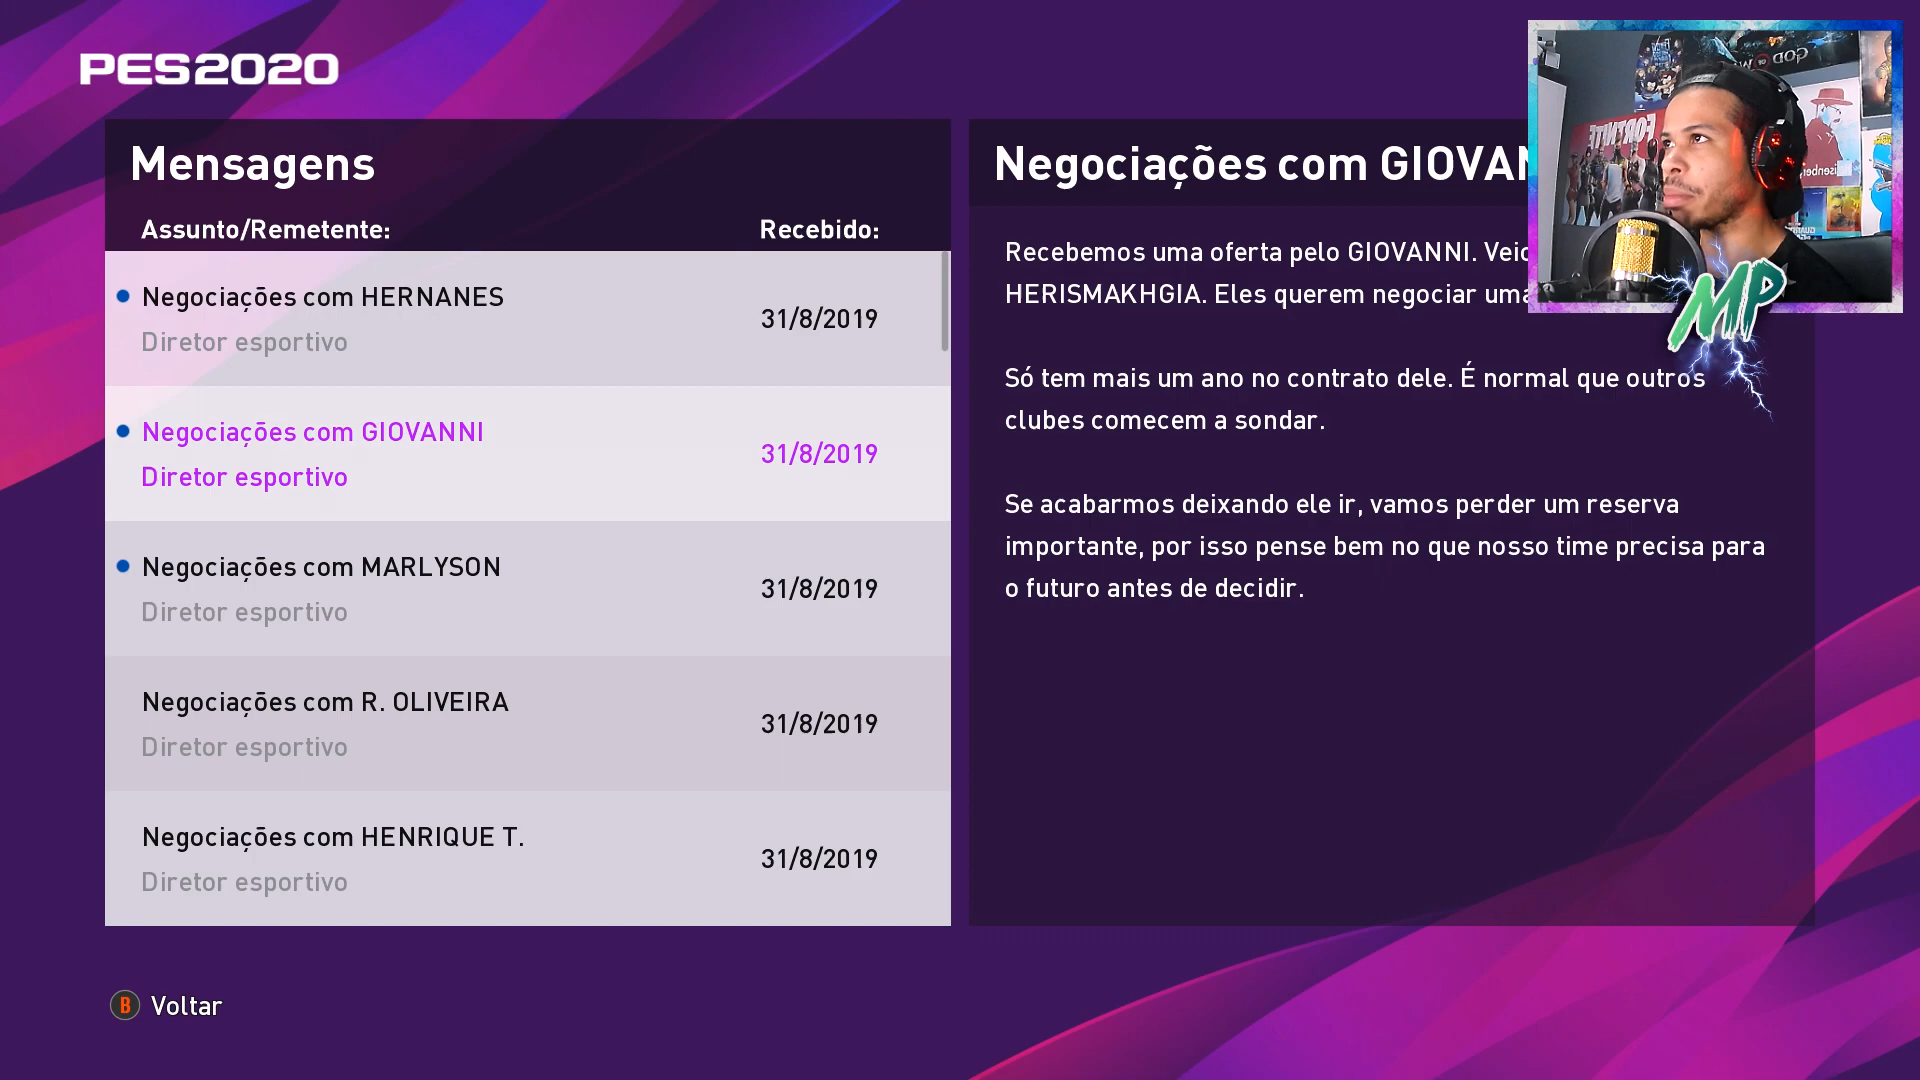 PES2020
Mensagens
Assunto/Remetente:
Recebido:
Negociações com HERNANES
Diretor esportivo
31/8/2019
Negociações com GIOVANNI
Diretor esportivo
31/8/2019
Negociações com MARLYSON
Diretor esportivo
31/8/2019
Negociações com R. OLIVEIRA
Diretor esportivo
31/8/2019
Negociações com HENRIQUE T.
Diretor esportivo
31/8/2019
Negociações com
Recebemos uma oferta pelo GIOVANNI.
HERISMAKHGIA. Eles querem negociar
Só tem mais um ano no contrato dele. É normal que outros
clubes comecem a sondar.
Se acabarmos deixando ele ir, vamos perder um reserva
importante, por isso pense bem no que nosso time precisa para
o futuro antes de decidir.
GOD OF
FORTNITE
MP
B Voltar